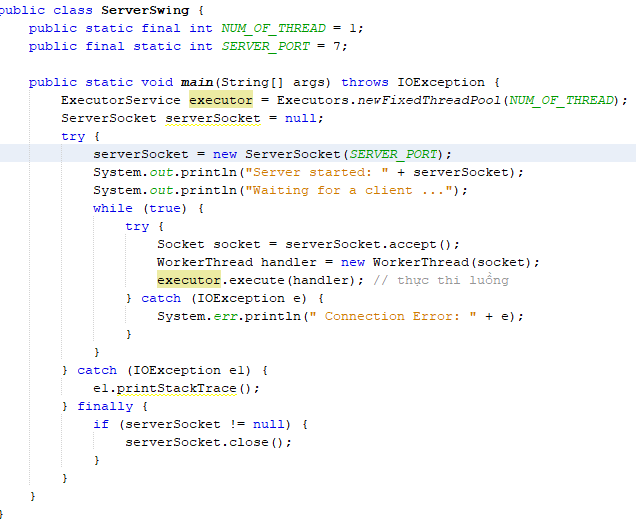 public class ServerSwing {
    public static final int NUM_OF_THREAD = 1;
    public final static int SERVER_PORT = 7;

    public static void main(String[] args) throws IOException {
        ExecutorService executor = Executors.newFixedThreadPool(NUM_OF_THREAD);
        ServerSocket serverSocket = null;
        try {
            serverSocket = new ServerSocket(SERVER_PORT);
            System.out.println("Server started: " + serverSocket);
            System.out.println("Waiting for a client ...");
            while (true) {
                try {
                    Socket socket = serverSocket.accept();
                    WorkerThread handler = new WorkerThread(socket);
                    executor.execute(handler); // thực thi luồng
                } catch (IOException e) {
                    System.err.println(" Connection Error: " + e);
                }
            }
        } catch (IOException e1) {
            e1.printStackTrace();
        } finally {
            if (serverSocket != null) {
                serverSocket.close();
            }
        }
    }
}